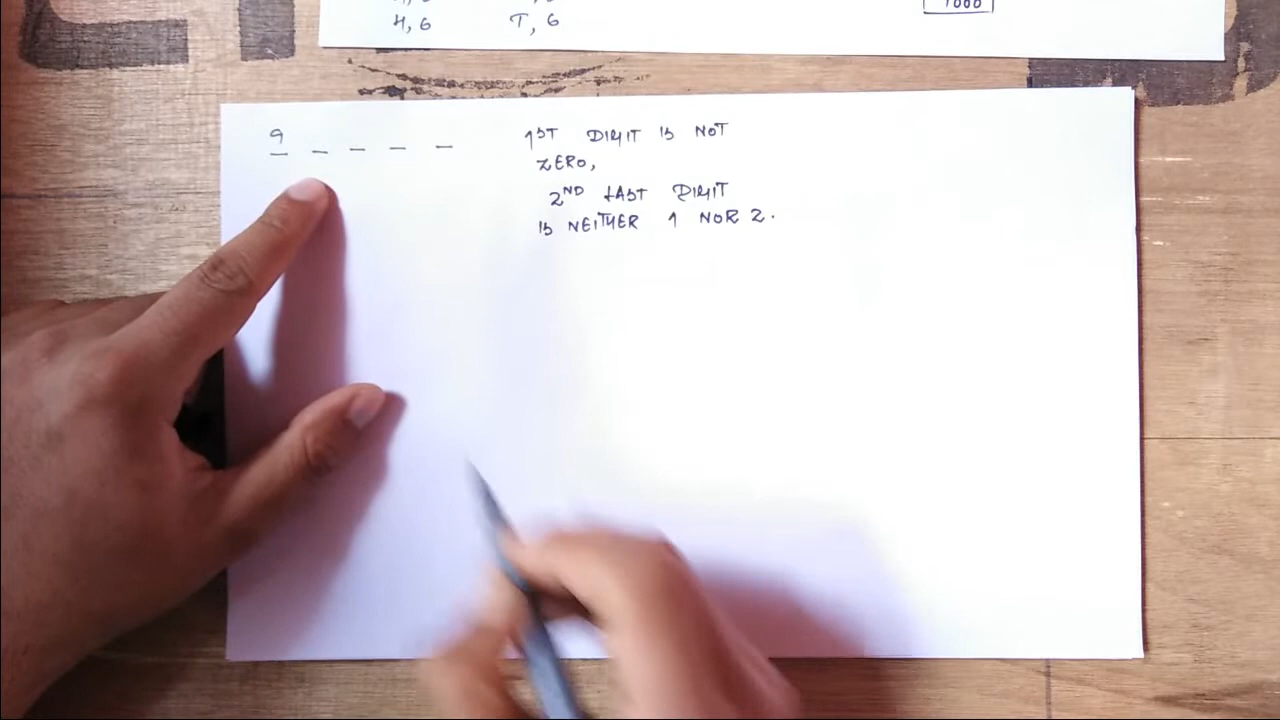 1000
H, 6 T, 6
9
_ _ _ _ _
1ST DIGIT IS NOT
ZERO,
2ND LAST DIGIT
IS NEITHER 1 NOR 2.